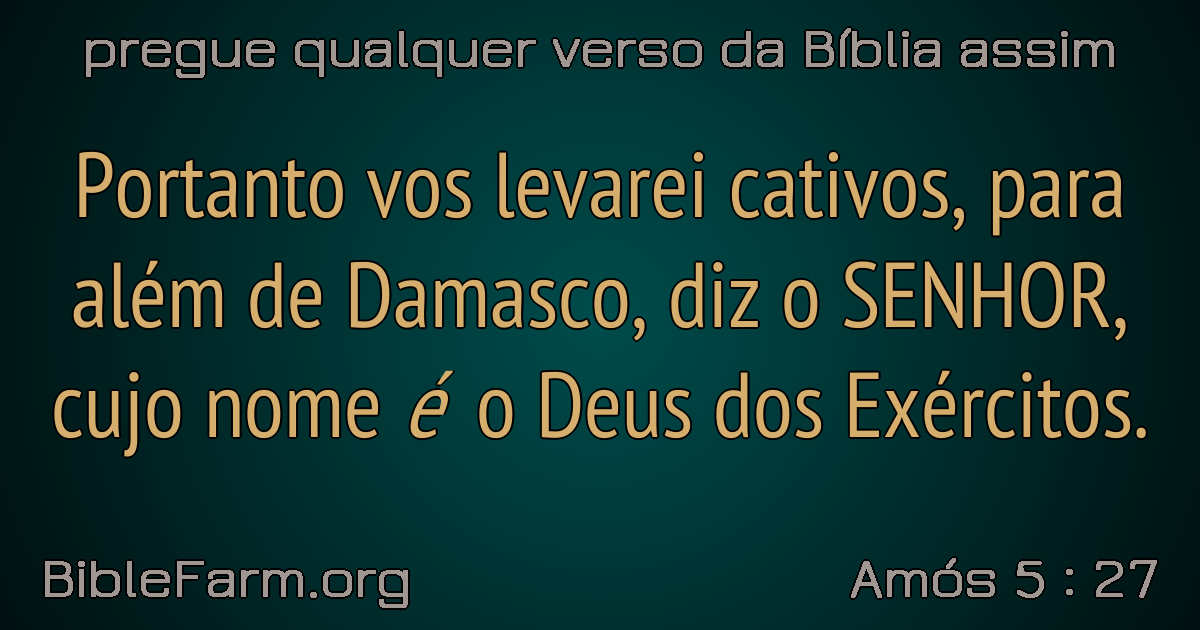 pregue qualquer verso da Bíblia assim
Portanto vos levarei cativos, para
além de Damasco, diz o SENHOR,
cujo nome é o Deus dos Exércitos.
BibleFarm.org
Amós 5 : 27